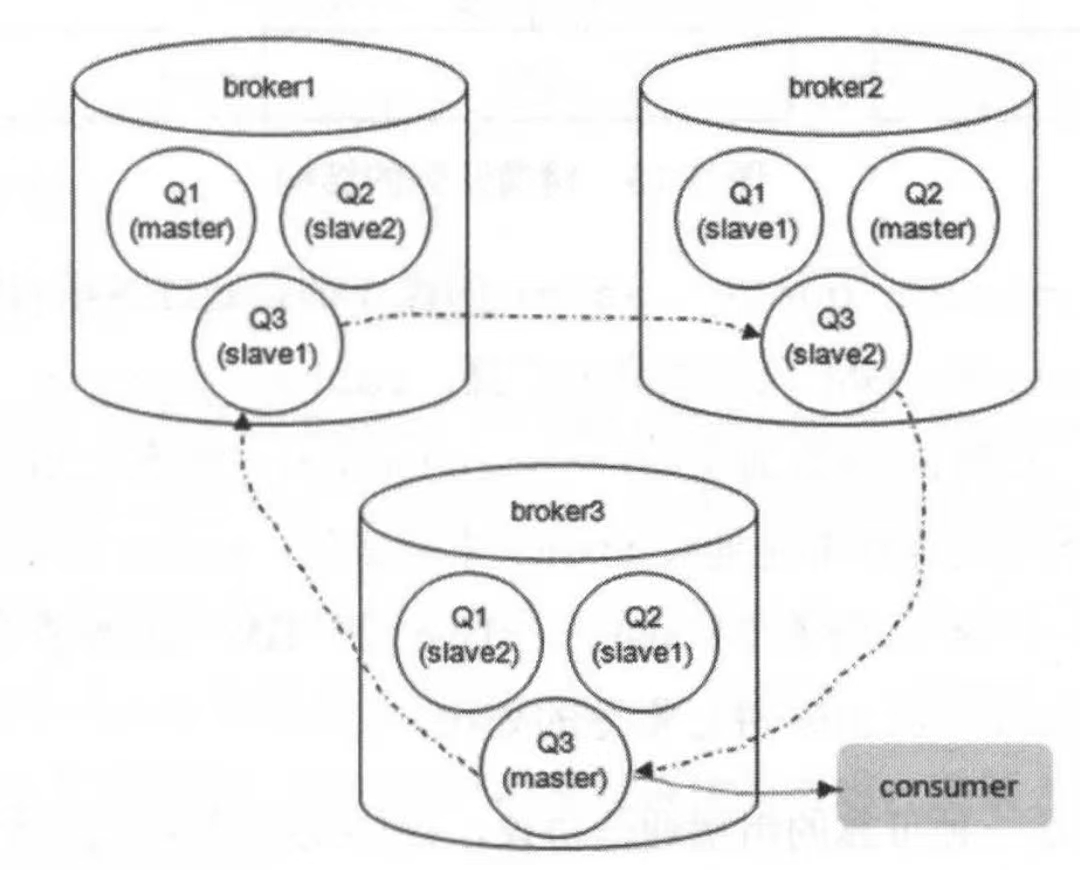 broker1
Q1
(master)
Q2
(slave2)
Q3
(slave1)
broker2
Q1
(slave1)
Q2
(master)
Q3
(slave2)
broker3
Q1
(slave2)
Q2
(slave1)
Q3
(master)
consumer